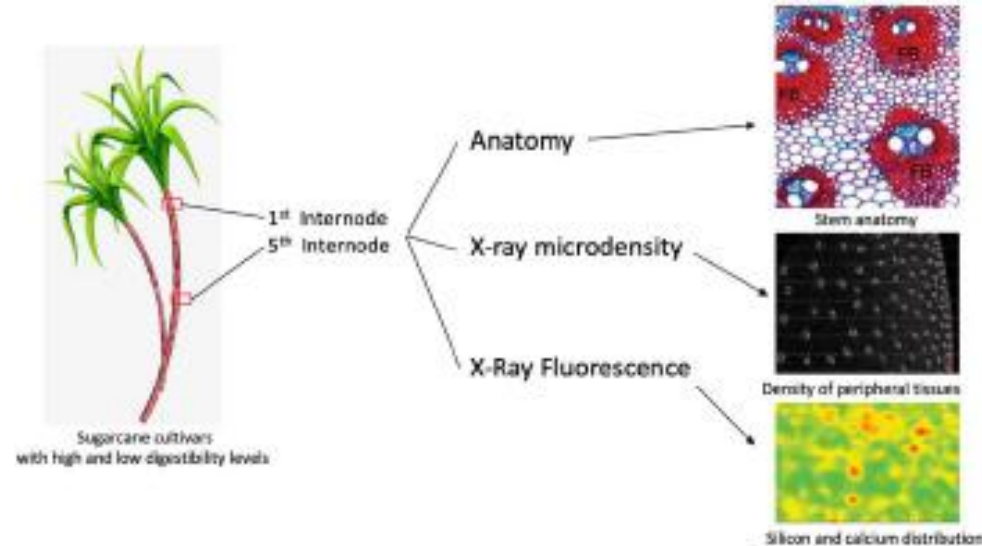 Anatomy
FB
FB
FB
Stem anatomy
1st Internode
5th Internode
X-ray microdensity
Density of peripheral tissues
X-Ray Fluorescence
Sugarcane cultivars
with high and low digestibility levels
Silicon and calcium distribution